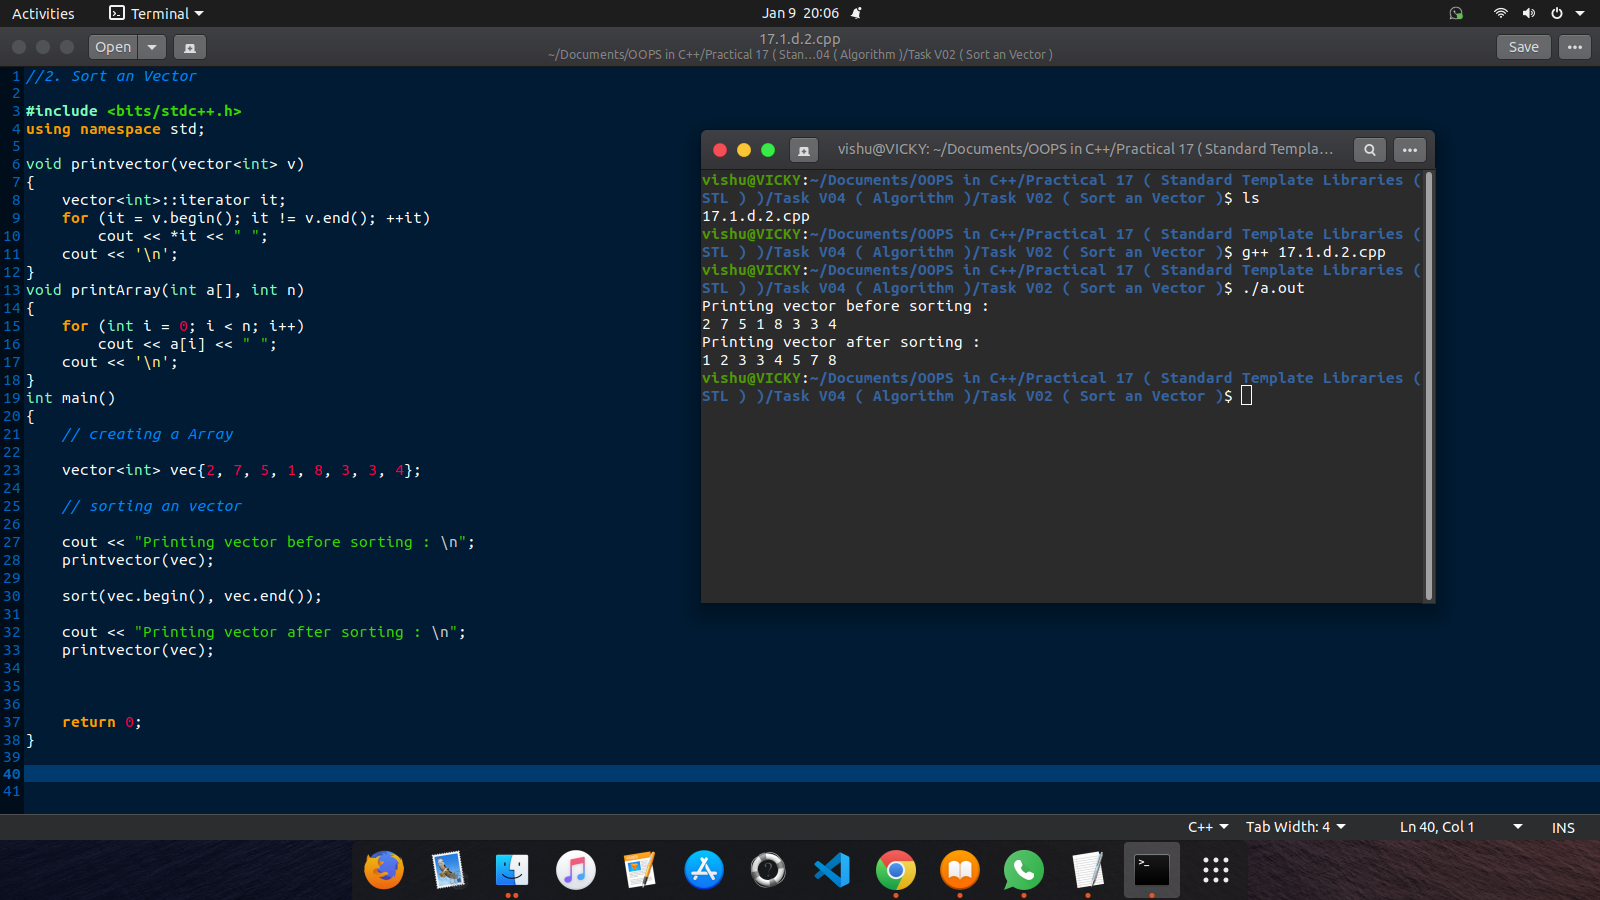 Activities
Terminal
Jan 9 20:06
Open
17.1.d.2.cpp
~/Documents/OOPS in C++/Practical 17 ( Stan...04 ( Algorithm )/Task V02 ( Sort an Vector )
Save
1 //2. Sort an Vector
2
3 #include <bits/stdc++.h>
4 using namespace std;
5
6 void printvector(vector<int> v)
7 {
8     vector<int>::iterator it;
9     for (it = v.begin(); it != v.end(); ++it)
10         cout << *it << " ";
11     cout << '\n';
12 }
13 void printArray(int a[], int n)
14 {
15     for (int i = 0; i < n; i++)
16         cout << a[i] << " ";
17     cout << '\n';
18 }
19 int main()
20 {
21     // creating a Array
22
23     vector<int> vec{2, 7, 5, 1, 8, 3, 3, 4};
24
25     // sorting an vector
26
27     cout << "Printing vector before sorting : \n";
28     printvector(vec);
29
30     sort(vec.begin(), vec.end());
31
32     cout << "Printing vector after sorting : \n";
33     printvector(vec);
34
35
36
37     return 0;
38 }
39
40
41
vishu@VICKY: ~/Documents/OOPS in C++/Practical 17 ( Standard Templa...
vishu@VICKY:~/Documents/OOPS in C++/Practical 17 ( Standard Template Libraries (
STL ) )/Task V04 ( Algorithm )/Task V02 ( Sort an Vector )$ ls
17.1.d.2.cpp
vishu@VICKY:~/Documents/OOPS in C++/Practical 17 ( Standard Template Libraries (
STL ) )/Task V04 ( Algorithm )/Task V02 ( Sort an Vector )$ g++ 17.1.d.2.cpp
vishu@VICKY:~/Documents/OOPS in C++/Practical 17 ( Standard Template Libraries (
STL ) )/Task V04 ( Algorithm )/Task V02 ( Sort an Vector )$ ./a.out
Printing vector before sorting :
2 7 5 1 8 3 3 4
Printing vector after sorting :
1 2 3 3 4 5 7 8
vishu@VICKY:~/Documents/OOPS in C++/Practical 17 ( Standard Template Libraries (
STL ) )/Task V04 ( Algorithm )/Task V02 ( Sort an Vector )$
C++
Tab Width: 4
Ln 40, Col 1
INS